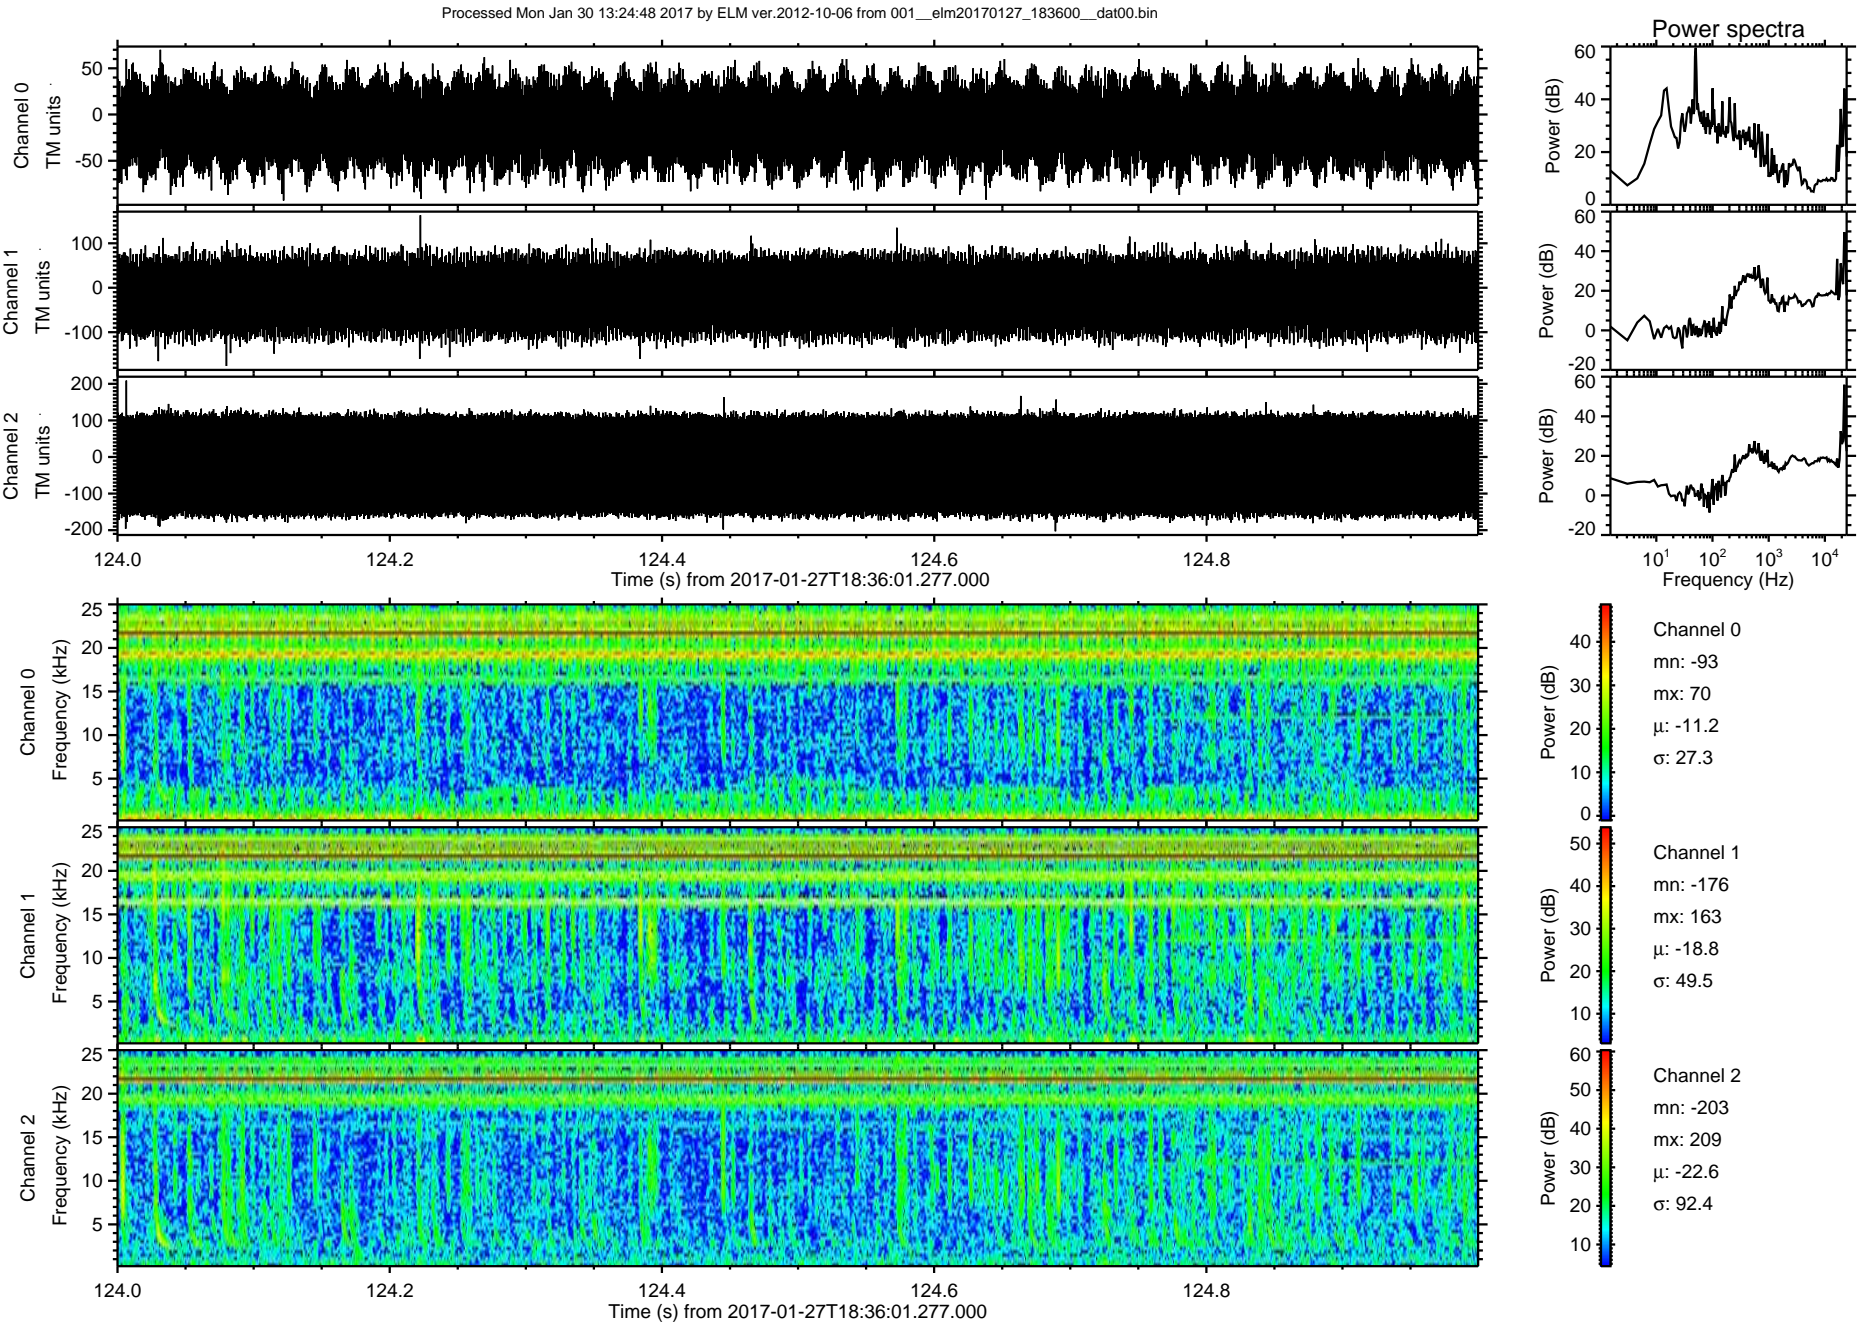 Processed Mon Jan 30 13:24:48 2017 by ELM ver.2012-10-06 from 001__elm20170127_183600__dat00.bin
Power spectra
Channel 0
TM units
50
0
-50
Power (dB)
60
40
20
0
Channel 1
TM units
100
0
-100
Power (dB)
60
40
20
0
-20
Channel 2
TM units
200
100
0
-100
-200
Power (dB)
60
40
20
0
-20
124.0 124.2 124.4 124.6 124.8
Time (s) from 2017-01-27T18:36:01.277.000
10^1 10^2 10^3 10^4
Frequency (Hz)
Channel 0
Frequency (kHz)
25
20
15
10
5
Power (dB)
40
30
20
10
0
Channel 0
mn: -93
mx: 70
μ: -11.2
σ: 27.3
Channel 1
Frequency (kHz)
25
20
15
10
5
Power (dB)
50
40
30
20
10
Channel 1
mn: -176
mx: 163
μ: -18.8
σ: 49.5
Channel 2
Frequency (kHz)
25
20
15
10
5
Power (dB)
60
50
40
30
20
10
Channel 2
mn: -203
mx: 209
μ: -22.6
σ: 92.4
124.0 124.2 124.4 124.6 124.8
Time (s) from 2017-01-27T18:36:01.277.000